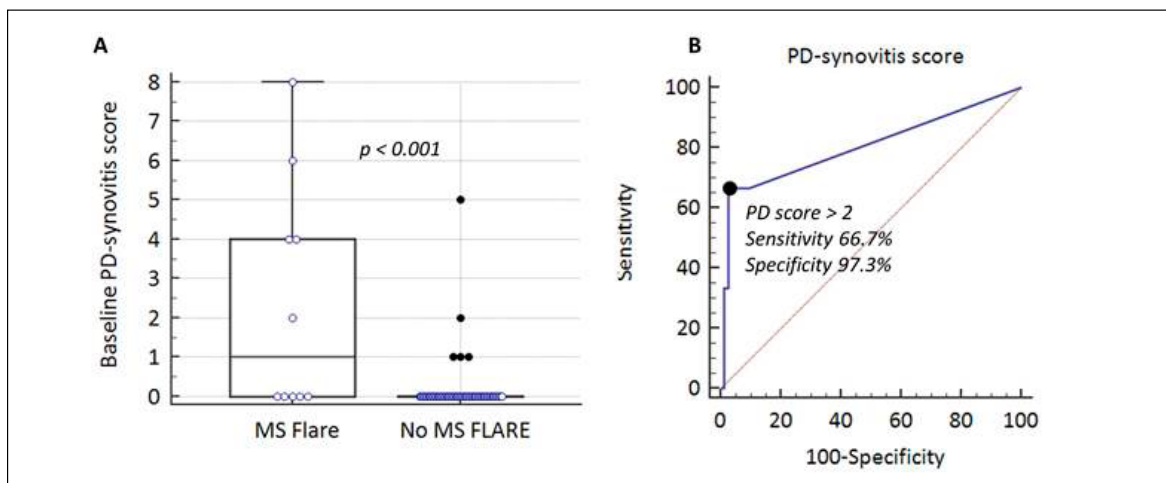 A
Baseline PD-synovitis score
8
7
6
5
4
3
2
1
0
p < 0.001
MS Flare
No MS FLARE
B
PD-synovitis score
Sensitivity
100
80
60
40
20
0
PD score > 2
Sensitivity 66.7%
Specificity 97.3%
0 20 40 60 80 100
100-Specificity